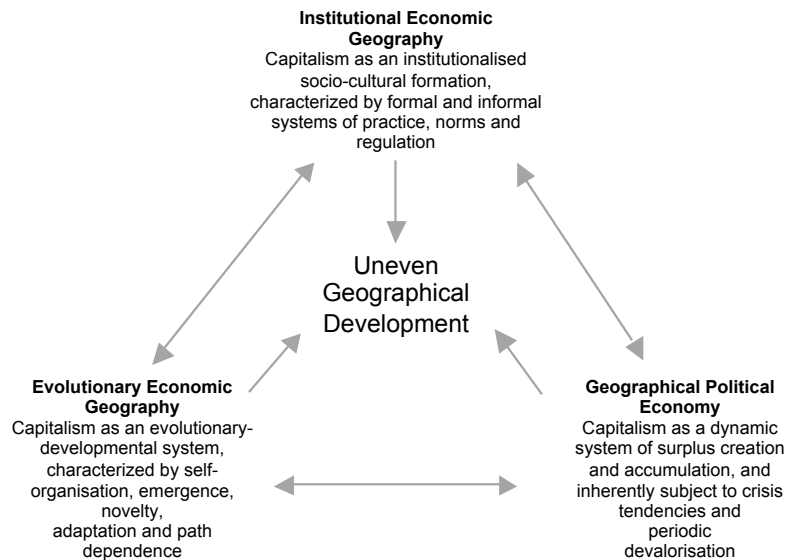 Institutional Economic
Geography
Capitalism as an institutionalised
socio-cultural formation,
characterized by formal and informal
systems of practice, norms and
regulation
Uneven
Geographical
Development
Evolutionary Economic
Geography
Capitalism as an evolutionary-
developmental system,
characterized by self-
organisation, emergence,
novelty,
adaptation and path
dependence
Geographical Political
Economy
Capitalism as a dynamic
system of surplus creation
and accumulation, and
inherently subject to crisis
tendencies and
periodic
devalorisation